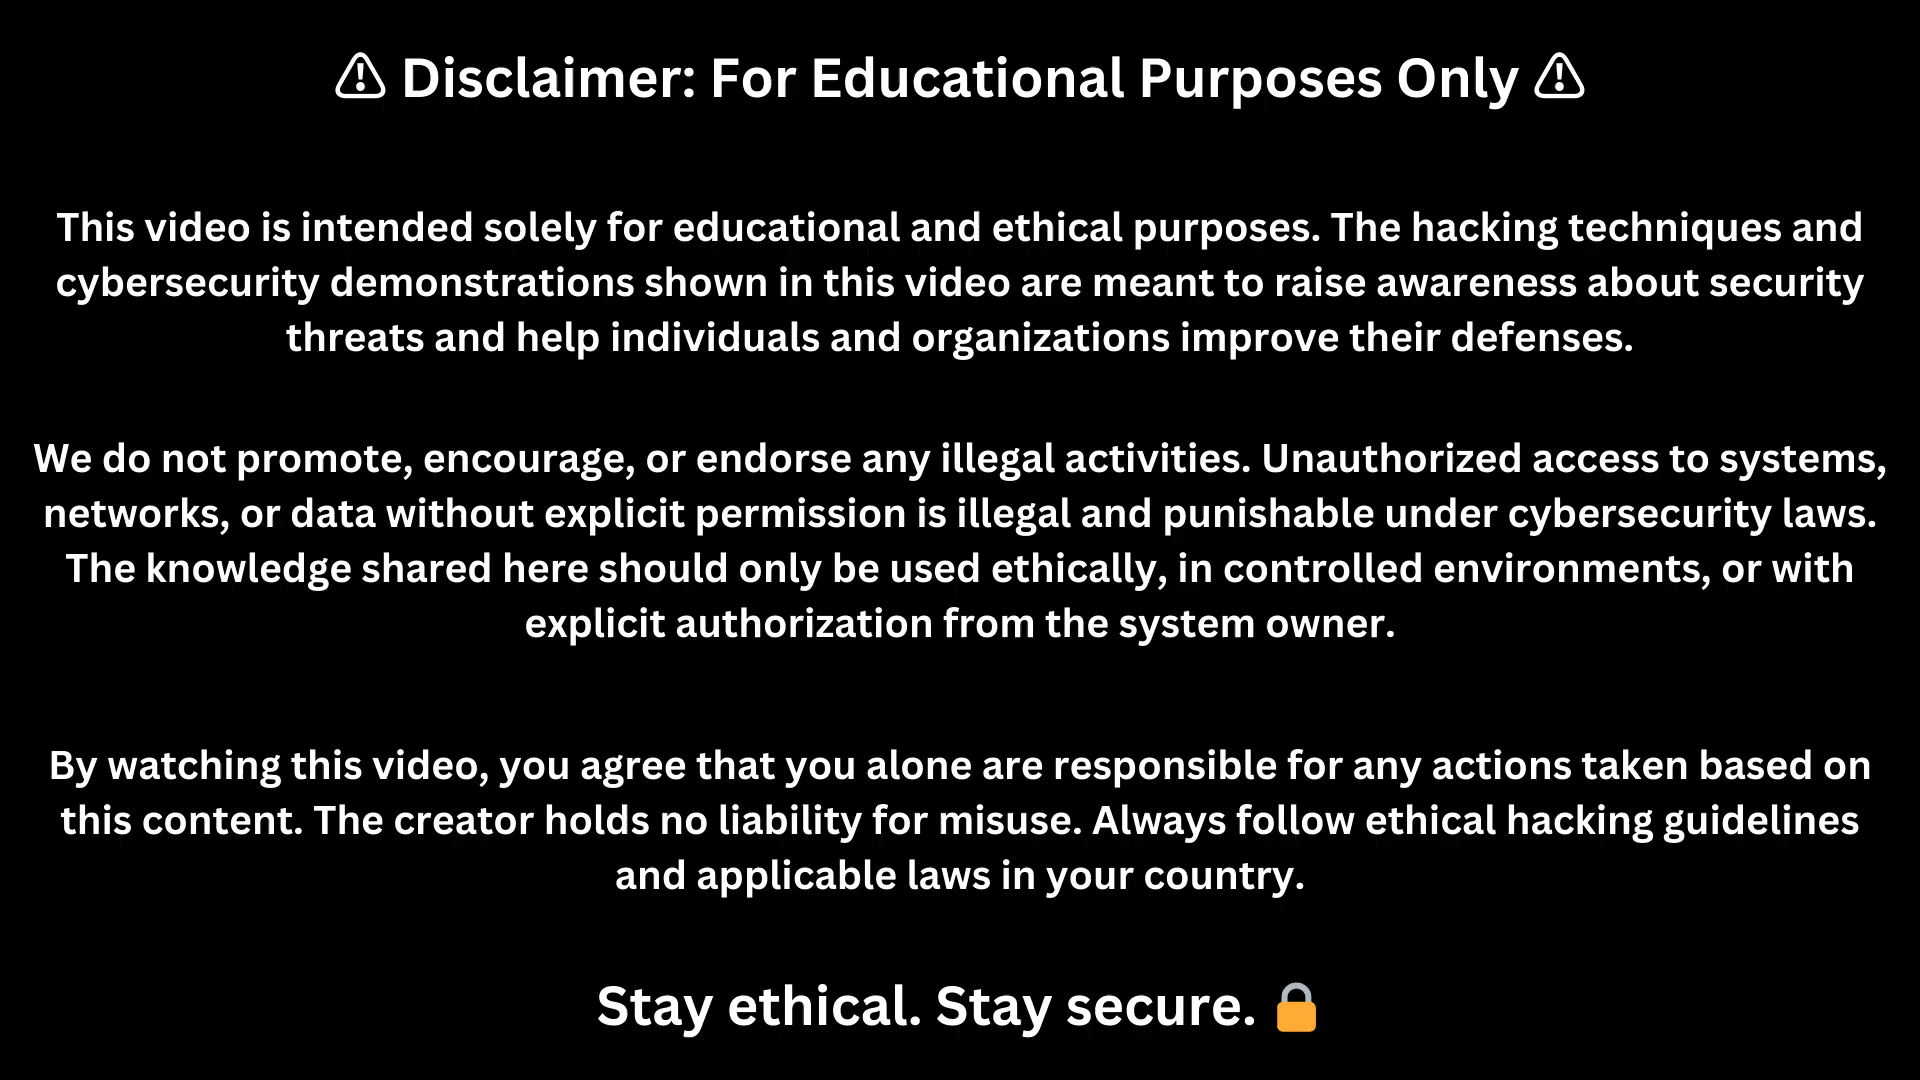 ⚠ Disclaimer: For Educational Purposes Only ⚠
This video is intended solely for educational and ethical purposes. The hacking techniques and
cybersecurity demonstrations shown in this video are meant to raise awareness about security
threats and help individuals and organizations improve their defenses.
We do not promote, encourage, or endorse any illegal activities. Unauthorized access to systems,
networks, or data without explicit permission is illegal and punishable under cybersecurity laws.
The knowledge shared here should only be used ethically, in controlled environments, or with
explicit authorization from the system owner.
By watching this video, you agree that you alone are responsible for any actions taken based on
this content. The creator holds no liability for misuse. Always follow ethical hacking guidelines
and applicable laws in your country.
Stay ethical. Stay secure. 🔒